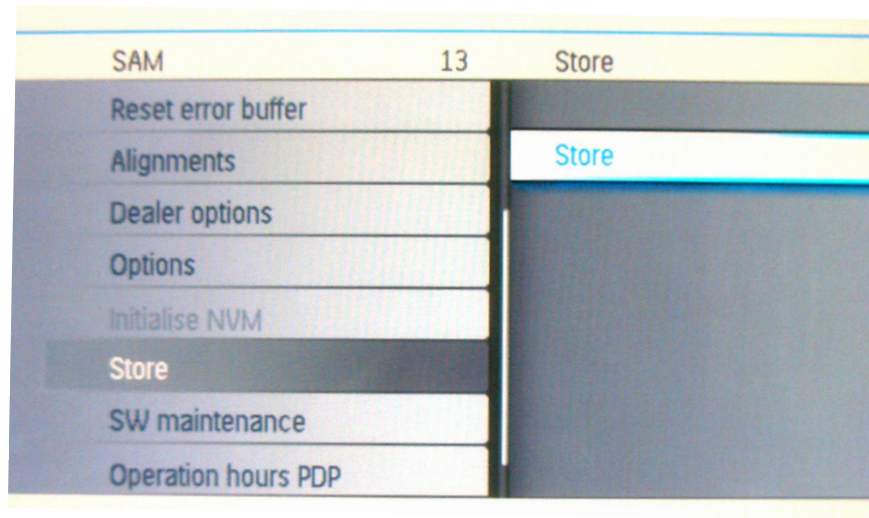 SAM 13 Store
Reset error buffer
Alignments
Store
Dealer options
Options
Initialise NVM
Store
SW maintenance
Operation hours PDP